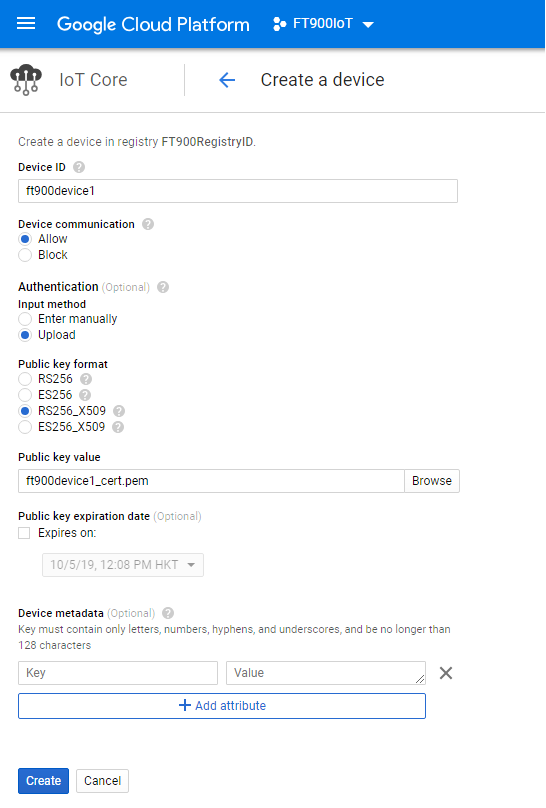 Google Cloud Platform FT900IoT
IoT Core Create a device
Create a device in registry FT900RegistryID.
Device ID ?
ft900device1
Device communication ?
Allow
Block
Authentication (Optional) ?
Input method
Enter manually
Upload
Public key format
RS256 ?
ES256 ?
RS256_X509 ?
ES256_X509 ?
Public key value
ft900device1_cert.pem Browse
Public key expiration date (Optional)
Expires on:
10/5/19, 12:08 PM HKT
Device metadata (Optional) ?
Key must contain only letters, numbers, hyphens, and underscores, and be no longer than
128 characters
Key Value
+ Add attribute
Create Cancel